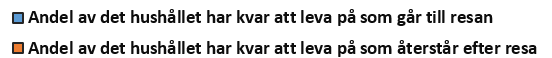 Andel av det hushållet har kvar att leva på som går till resan
Andel av det hushållet har kvar att leva på som återstår efter resa